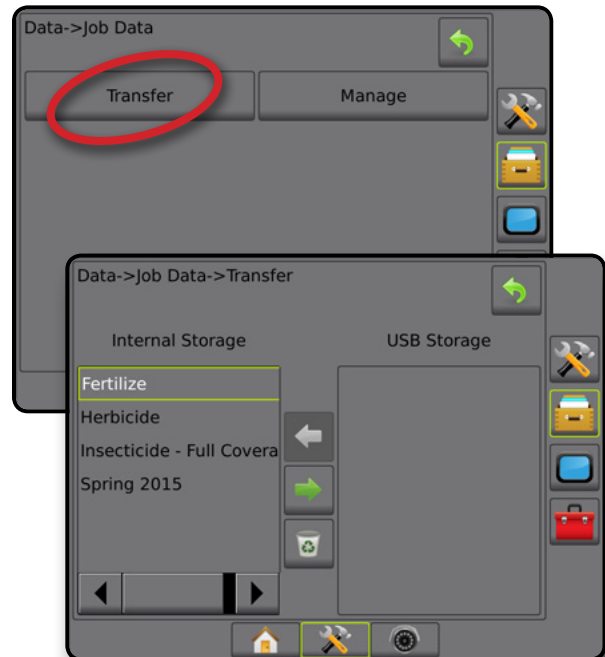 Data->Job Data
Transfer
Manage
Data->Job Data->Transfer
Internal Storage
USB Storage
Fertilize
Herbicide
Insecticide - Full Covera
Spring 2015